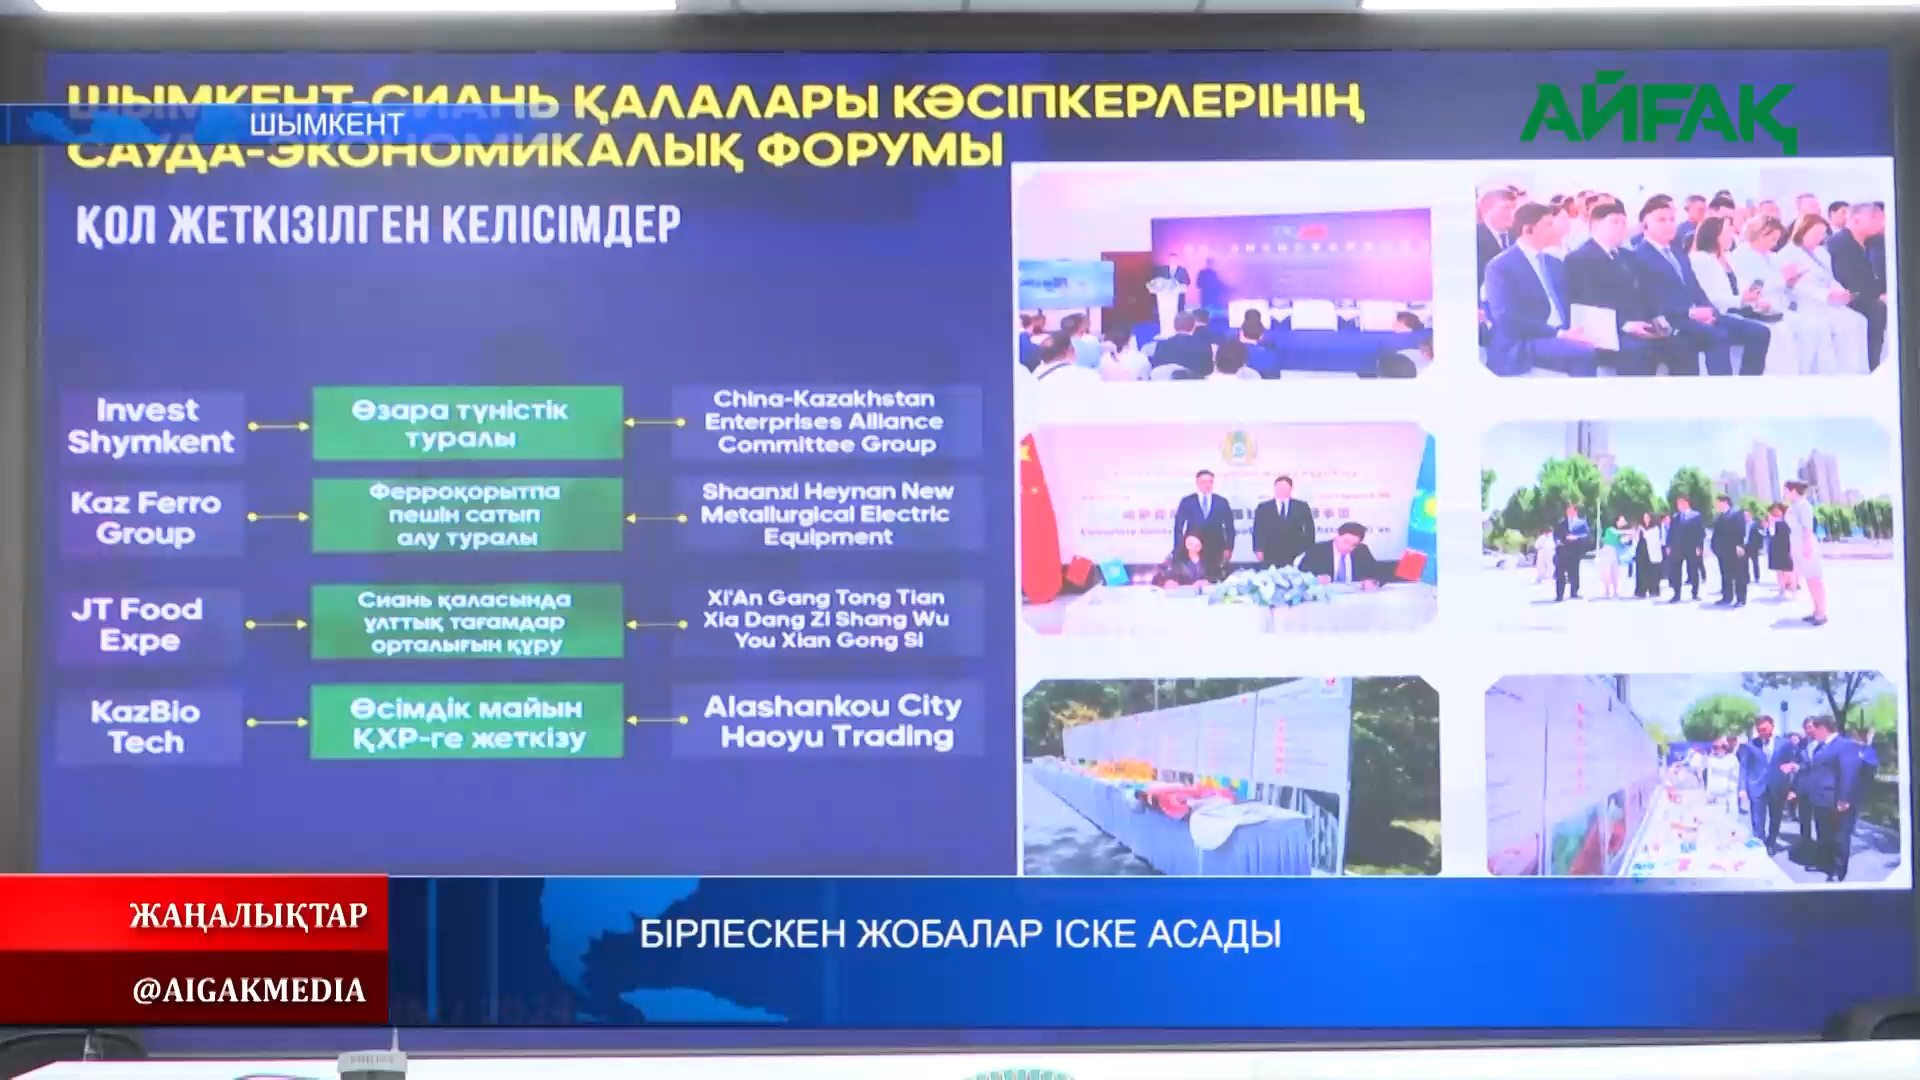 ШЫМКЕНТ-СИАНЬ ҚАЛАЛАРЫ КӘСІПКЕРЛЕРІНІҢ
САУДА-ЭКОНОМИКАЛЫҚ ФОРУМЫ
ШЫМКЕНТ
АЙҒАҚ
ҚОЛ ЖЕТКІЗІЛГЕН КЕЛІСІМДЕР
Invest
Shymkent
Өзара түністік
туралы
China-Kazakhstan
Enterprises Alliance
Committee Group
Kaz Ferro
Group
Ферроқорытпа
пешін сатып
алу туралы
Shaanxi Heynan New
Metallurgical Electric
Equipment
JT Food
Expe
Сиань қаласында
ұлттық тағамдар
орталығын құру
Xi'An Gang Tong Tian
Xia Dang Zi Shang Wu
You Xian Gong Si
KazBio
Tech
Өсімдік майын
ҚХР-ге жеткізу
Alashankou City
Haoyu Trading
ЖАҢАЛЫҚТАР
@AIGAKMEDIA
БІРЛЕСКЕН ЖОБАЛАР ІСКЕ АСАДЫ
PHILIPS